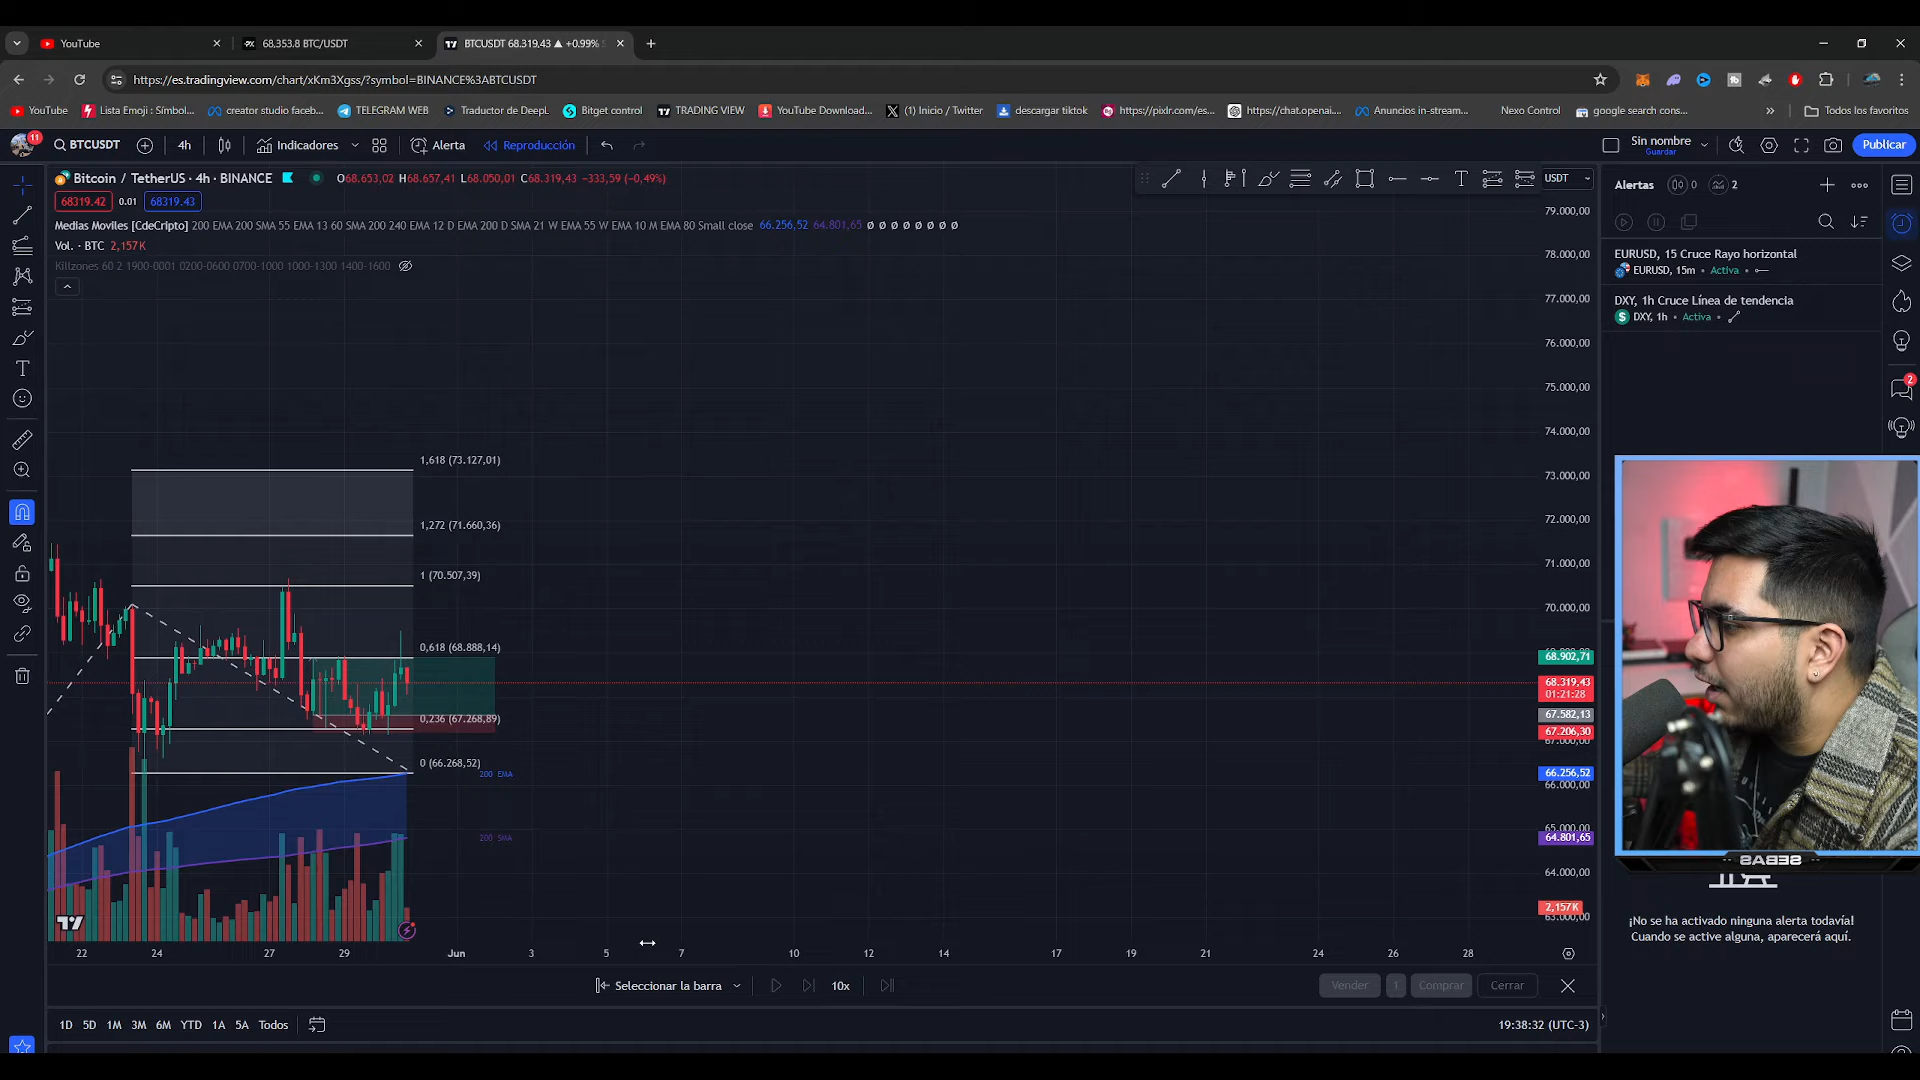 YouTube
68.353.8 BTC/USDT
BTCUSDT 68.319.43 ▲ +0.99%
https://es.tradingview.com/chart/xKm3Xgss/?symbol=BINANCE%3ABTCUSDT
YouTube
Lista Emoji : Símbol...
creator studio faceb...
TELEGRAM WEB
Traductor de DeepL
Bitget control
TRADING VIEW
YouTube Download...
(1) Inicio / Twitter
descargar tiktok
https://pixlr.com/es...
https://chat.openai...
Anuncios in-stream...
Nexo Control
google search cons...
Todos los favoritos
11
BTCUSDT
4h
Indicadores
Alerta
Reproducción
Sin nombre
Guardar
Publicar
Bitcoin / TetherUS · 4h · BINANCE
O68.653,02 H68.657,41 L68.050,01 C68.319,43 -333,59 (-0,49%)
USDT
68319.42 0.01 68319.43
Medias Moviles [CdeCripto] 200 EMA 200 SMA 55 EMA 13 60 SMA 200 240 EMA 12 D EMA 200 D SMA 21 W EMA 55 W EMA 10 M EMA 80 Small close 66.256,52 64.801,65 Ø Ø Ø Ø Ø Ø Ø Ø
Vol. · BTC 2,157K
Killzones 60 2 1900-0001 0200-0600 0700-1000 1000-1300 1400-1600
Alertas
0
2
EURUSD, 15 Cruce Rayo horizontal
EURUSD, 15m • Activa •
DXY, 1h Cruce Línea de tendencia
DXY, 1h • Activa •
2
79.000,00
78.000,00
77.000,00
76.000,00
75.000,00
74.000,00
73.000,00
72.000,00
71.000,00
70.000,00
68.902,71
68.319,43
01:21:28
67.582,13
67.206,30
67.000,00
66.256,52
66.000,00
65.000,00
64.801,65
64.000,00
2,157K
63.000,00
1,618 (73.127,01)
1,272 (71.660,36)
1 (70.507,39)
0,618 (68.888,14)
0,236 (67.268,89)
0 (66.268,52)
200 EMA
200 SMA
22 24 27 29 Jun 3 5 7 10 12 14 17 19 21 24 26 28
Seleccionar la barra
10x
Vender
1
Comprar
Cerrar
1D 5D 1M 3M 6M YTD 1A 5A Todos
19:38:32 (UTC-3)
SEBAS
¡No se ha activado ninguna alerta todavía!
Cuando se active alguna, aparecerá aquí.